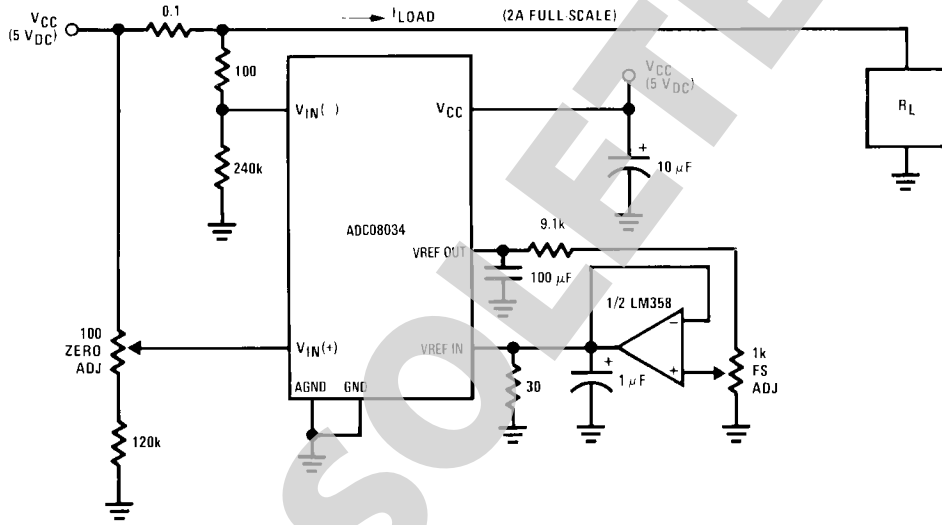 VCC
(5 VDC)
0.1
ILOAD
(2A FULL-SCALE)
100
VIN(-)
240k
VCC
VCC
(5 VDC)
+
10 µF
RL
ADC08034
VREF OUT
9.1k
100 µF
1/2 LM358
-
+
1k
FS
ADJ
100
ZERO
ADJ
VIN(+)
VREF IN
30
+
1 µF
AGND
GND
120k
OBSOLETE